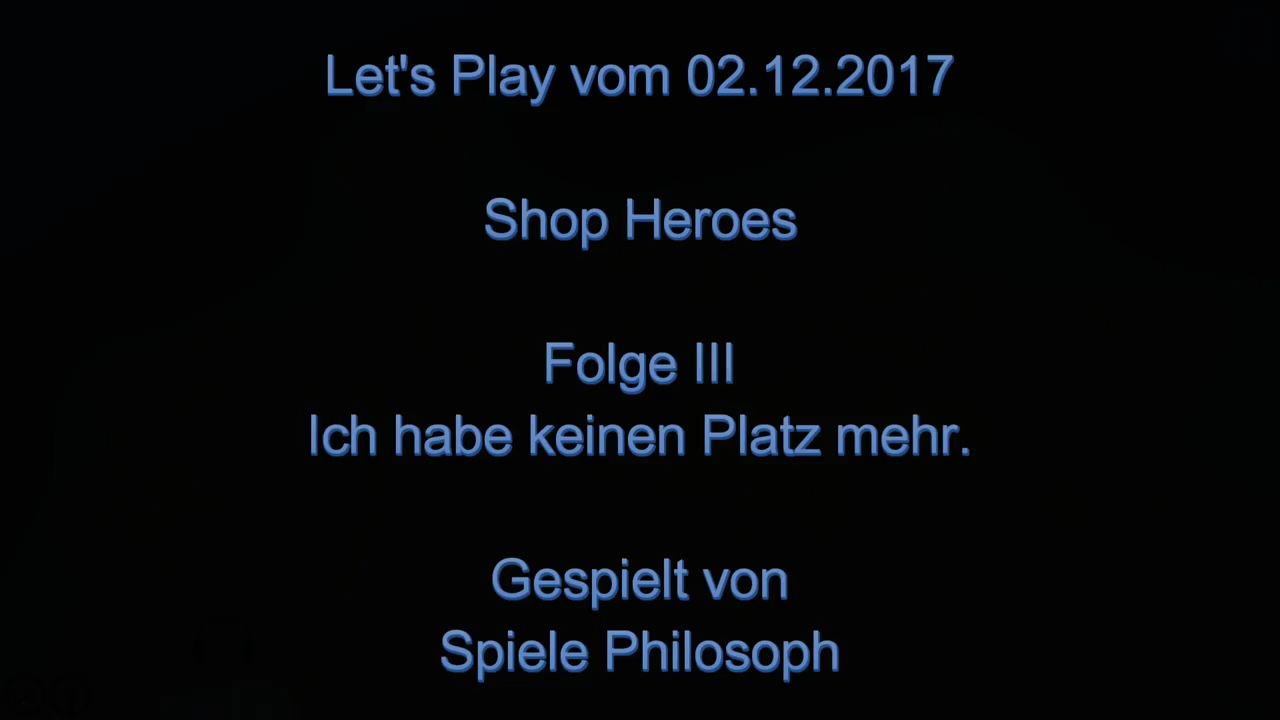 Let's Play vom 02.12.2017
Shop Heroes
Folge III
Ich habe keinen Platz mehr.
Gespielt von
Spiele Philosoph